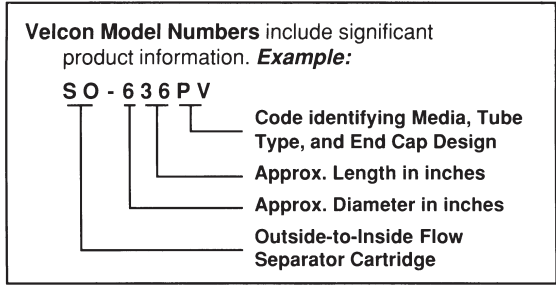 Velcon Model Numbers include significant
product information. Example:
SO-636PV
Code identifying Media, Tube
Type, and End Cap Design
Approx. Length in inches
Approx. Diameter in inches
Outside-to-Inside Flow
Separator Cartridge